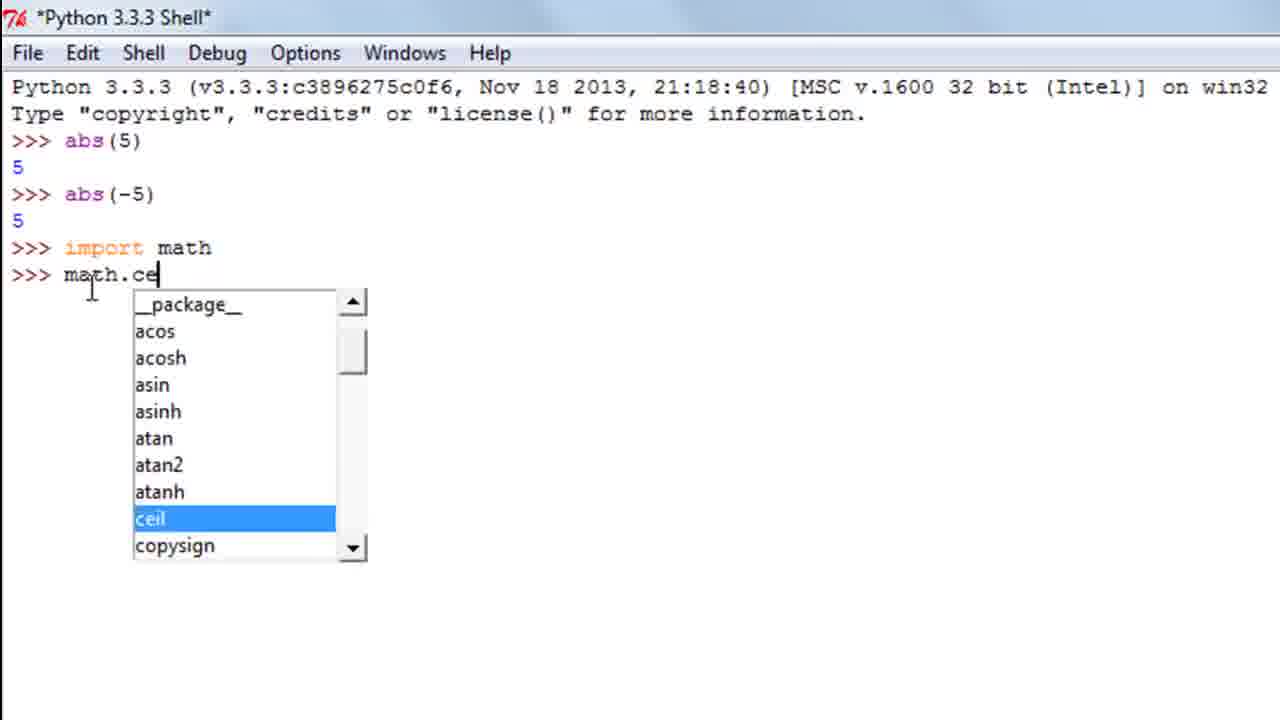 *Python 3.3.3 Shell*
File Edit Shell Debug Options Windows Help
Python 3.3.3 (v3.3.3:c3896275c0f6, Nov 18 2013, 21:18:40) [MSC v.1600 32 bit (Intel)] on win32
Type "copyright", "credits" or "license()" for more information.
>>> abs(5)
5
>>> abs(-5)
5
>>> import math
>>> math.ce
__package__
acos
acosh
asin
asinh
atan
atan2
atanh
ceil
copysign